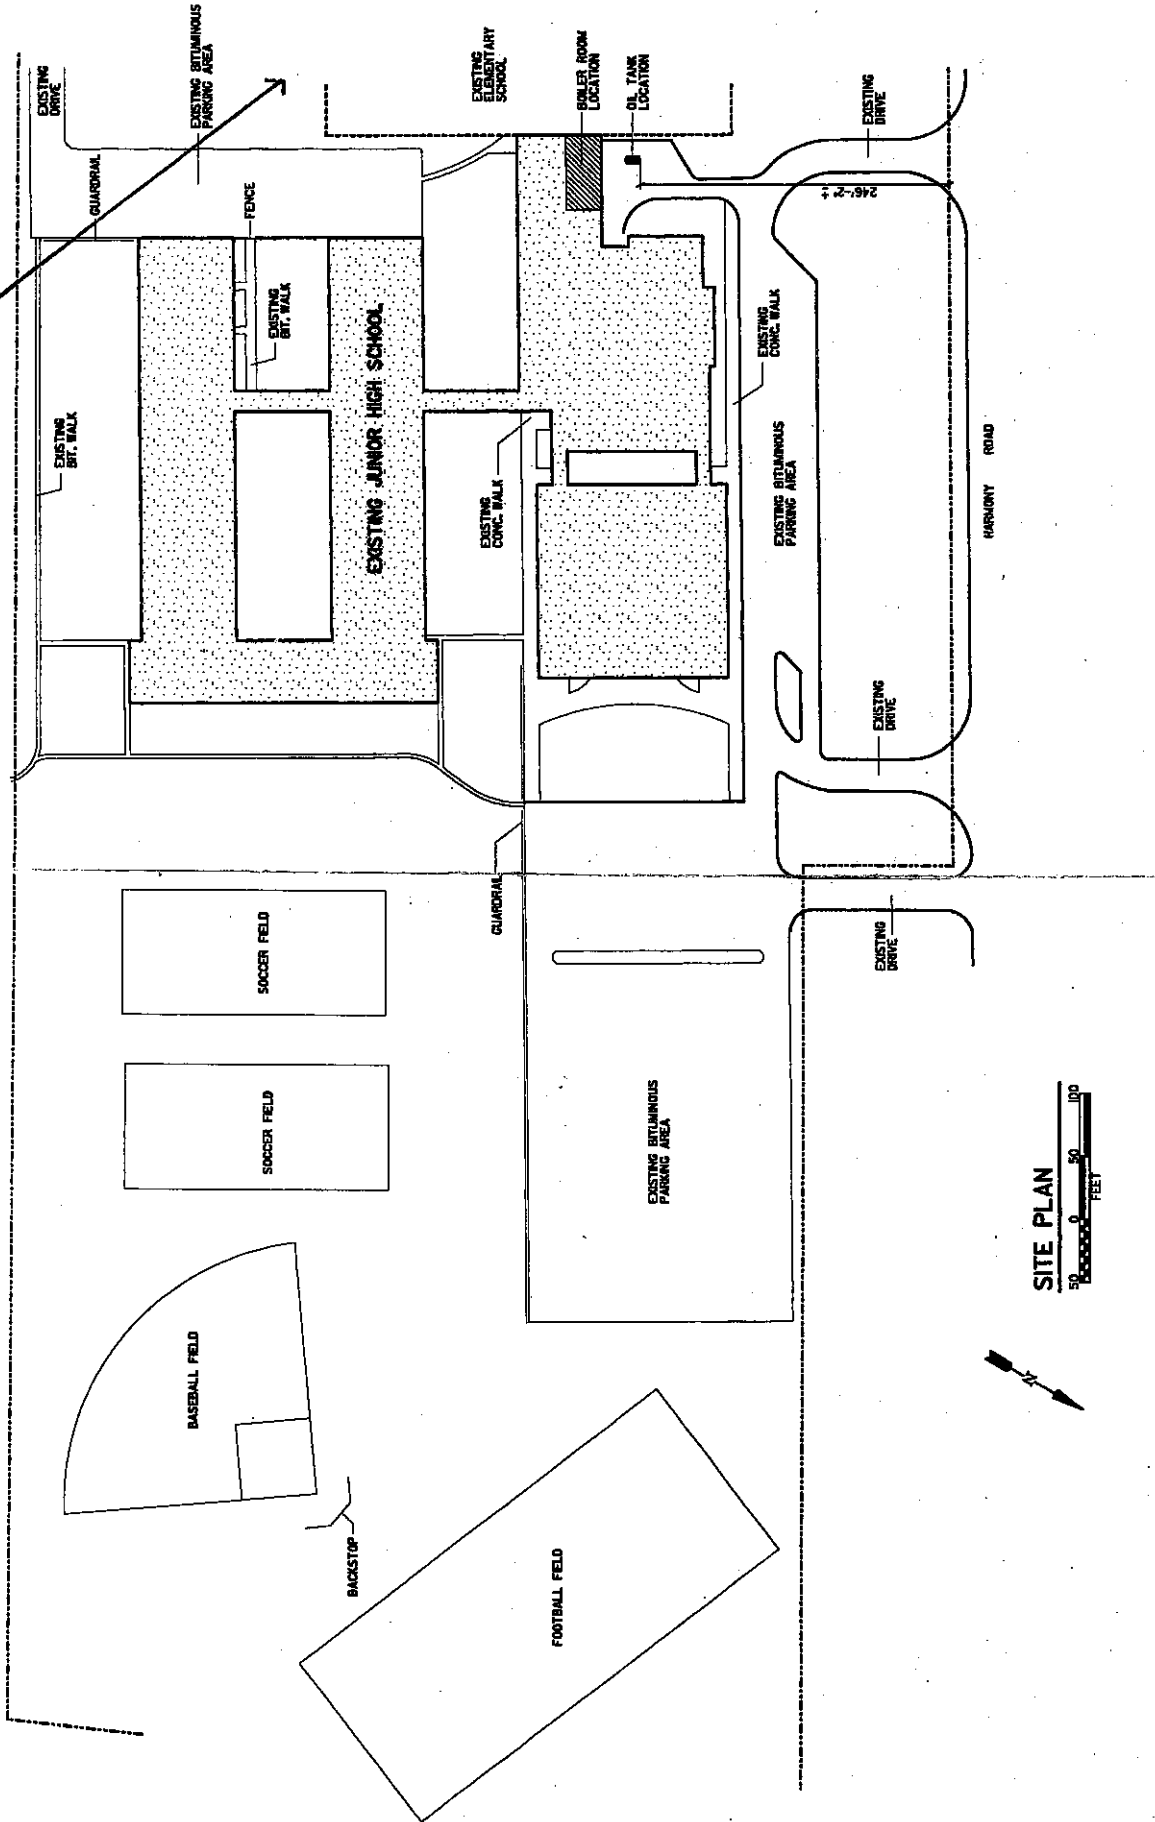 EXISTING
DRIVE
EXISTING BITUMINOUS
PARKING AREA
EXISTING
ELEMENTARY
SCHOOL
BOILER ROOM
LOCATION
OIL TANK
LOCATION
EXISTING
DRIVE
GUARDRAIL
FENCE
246'-2" ±
EXISTING
BIT. WALK
EXISTING
BIT. WALK
EXISTING JUNIOR HIGH SCHOOL
EXISTING
CONC. WALK
EXISTING
CONC. WALK
EXISTING BITUMINOUS
PARKING AREA
HARMONY ROAD
EXISTING
DRIVE
GUARDRAIL
EXISTING
DRIVE
SOCCER FIELD
SOCCER FIELD
EXISTING BITUMINOUS
PARKING AREA
BASEBALL FIELD
BACKSTOP
FOOTBALL FIELD
SITE PLAN
50 0 50 100
FEET
N